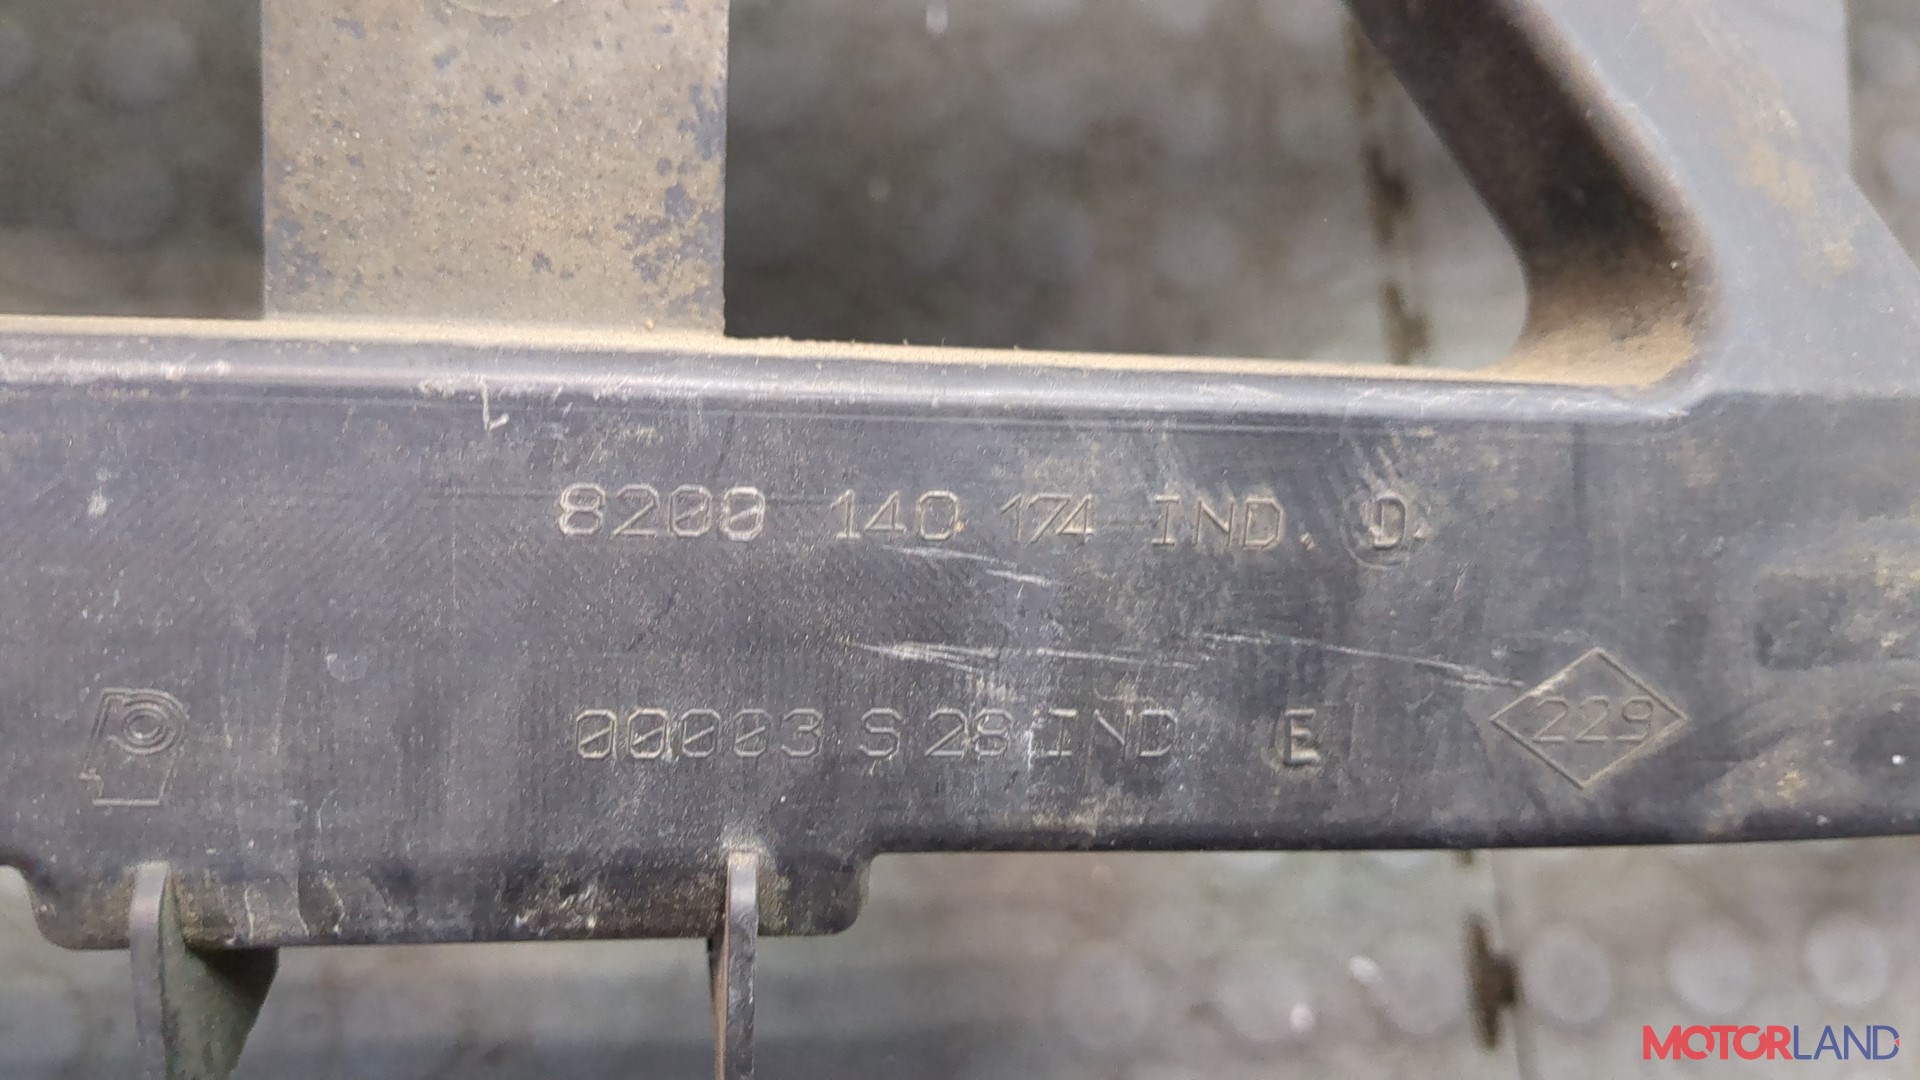 8200 140 174 IND. D
00003 S 28 IND E
229
MOTORLAND